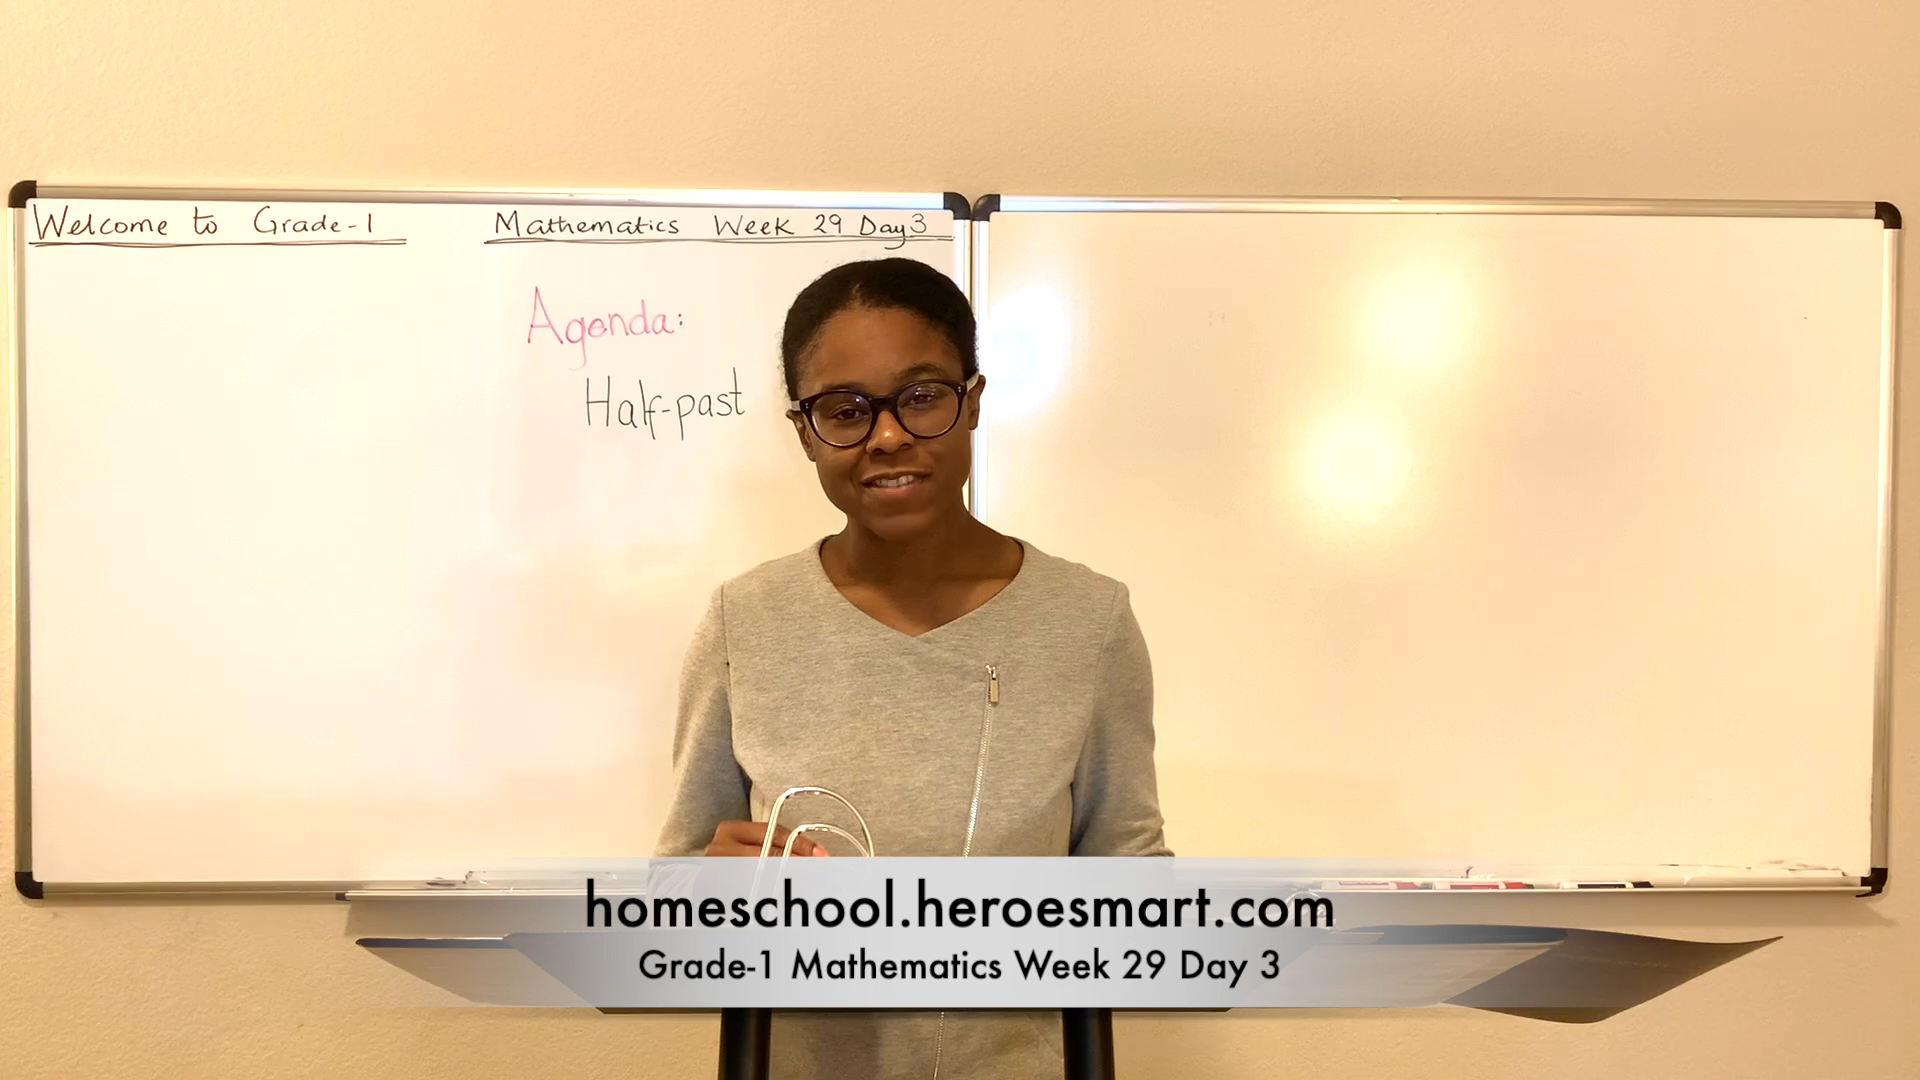 Welcome to Grade-1 Mathematics Week 29 Day 3
Agenda:
Half-past
homeschool.heroesmart.com
Grade-1 Mathematics Week 29 Day 3